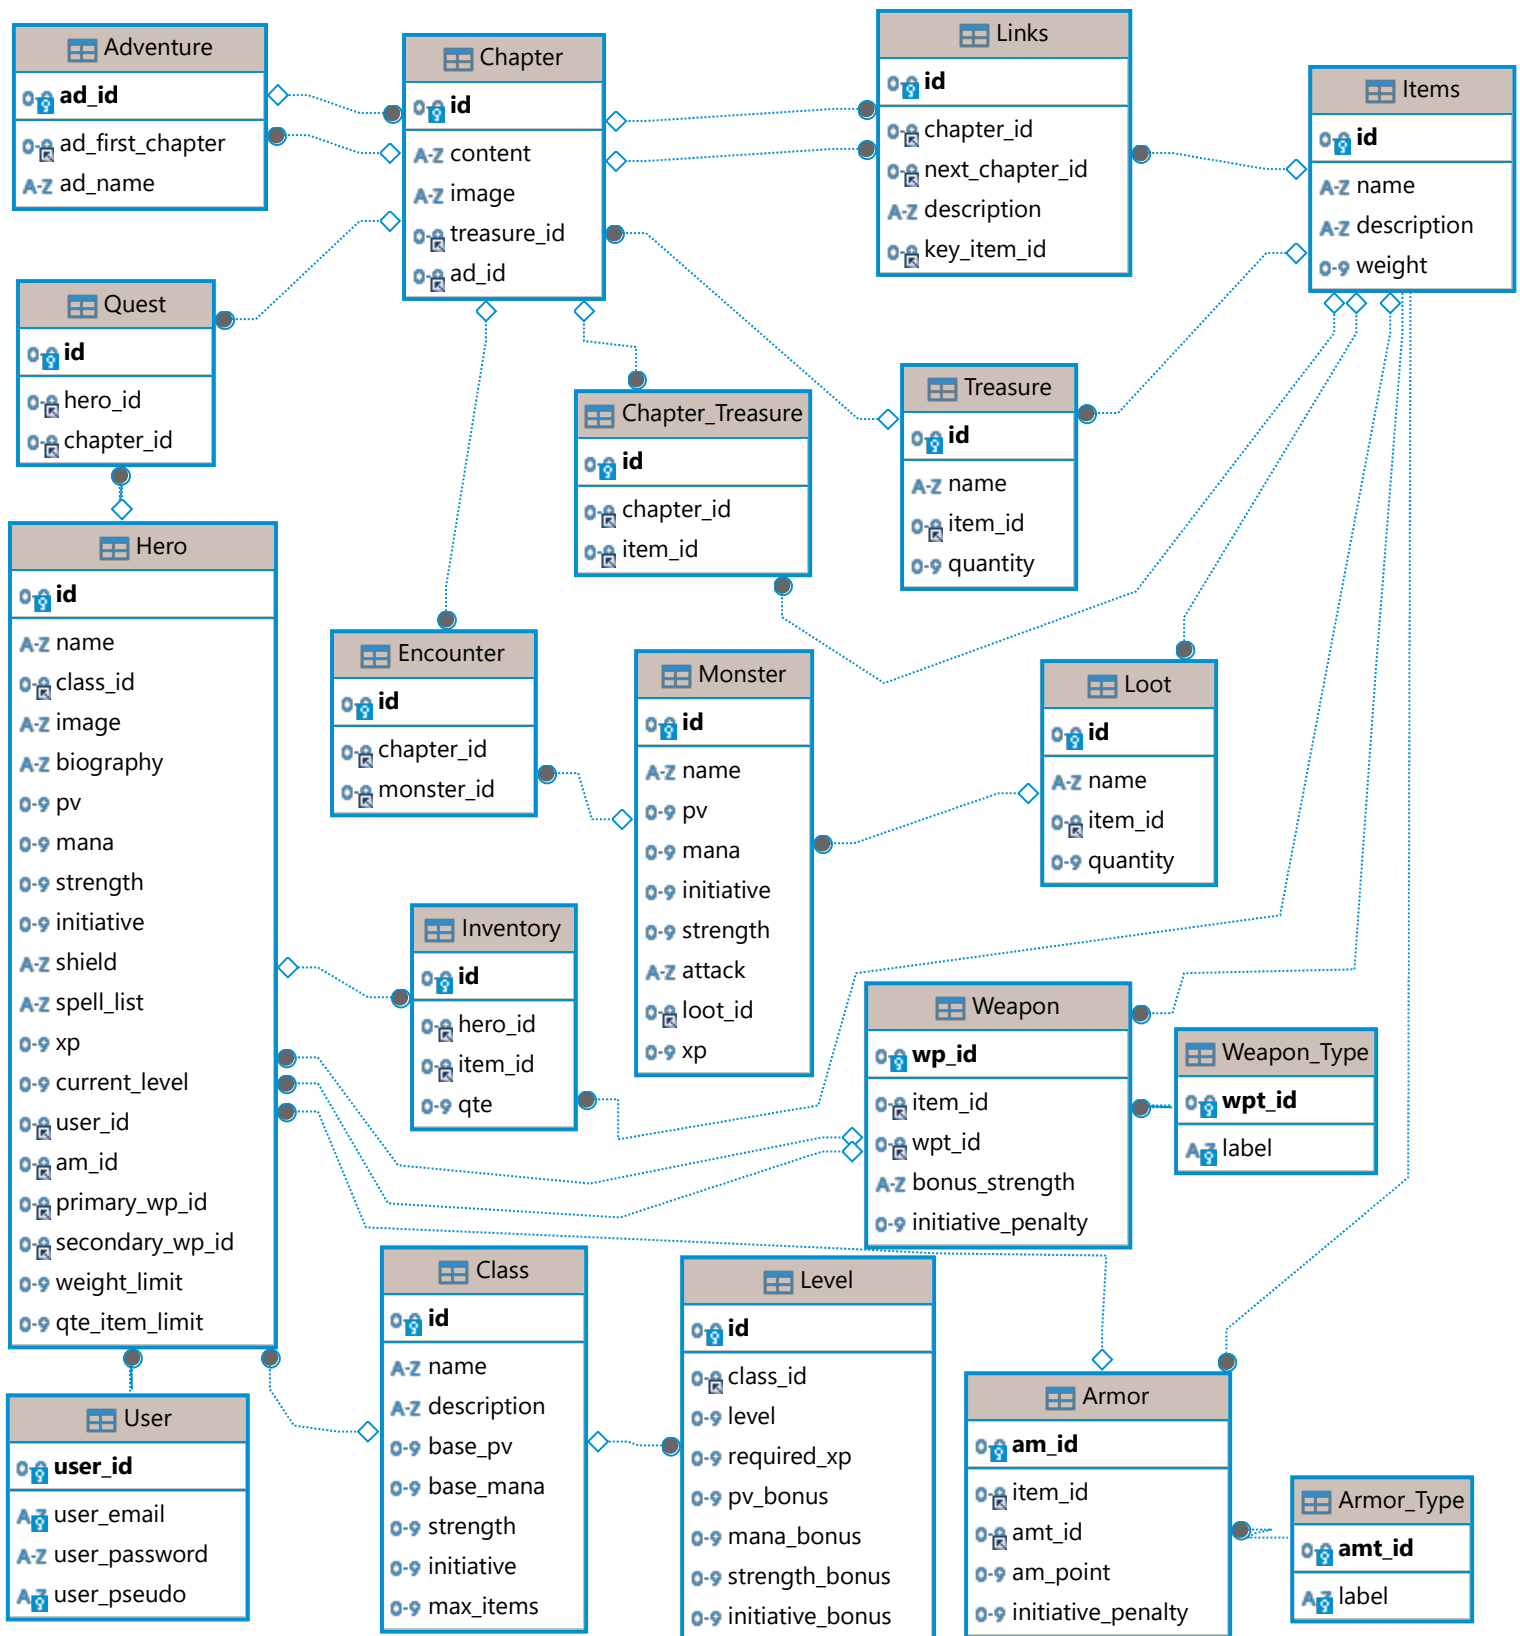 Adventure
ad_id
ad_first_chapter
ad_name
Chapter
id
content
image
treasure_id
ad_id
Links
id
chapter_id
next_chapter_id
description
key_item_id
Items
id
name
description
weight
Quest
id
hero_id
chapter_id
Chapter_Treasure
id
chapter_id
item_id
Treasure
id
name
item_id
quantity
Hero
id
name
class_id
image
biography
pv
mana
strength
initiative
shield
spell_list
xp
current_level
user_id
am_id
primary_wp_id
secondary_wp_id
weight_limit
qte_item_limit
Encounter
id
chapter_id
monster_id
Monster
id
name
pv
mana
initiative
strength
attack
loot_id
xp
Loot
id
name
item_id
quantity
Inventory
id
hero_id
item_id
qte
Weapon
wp_id
item_id
wpt_id
bonus_strength
initiative_penalty
Weapon_Type
wpt_id
label
User
user_id
user_email
user_password
user_pseudo
Class
id
name
description
base_pv
base_mana
strength
initiative
max_items
Level
id
class_id
level
required_xp
pv_bonus
mana_bonus
strength_bonus
initiative_bonus
Armor
am_id
item_id
amt_id
am_point
initiative_penalty
Armor_Type
amt_id
label